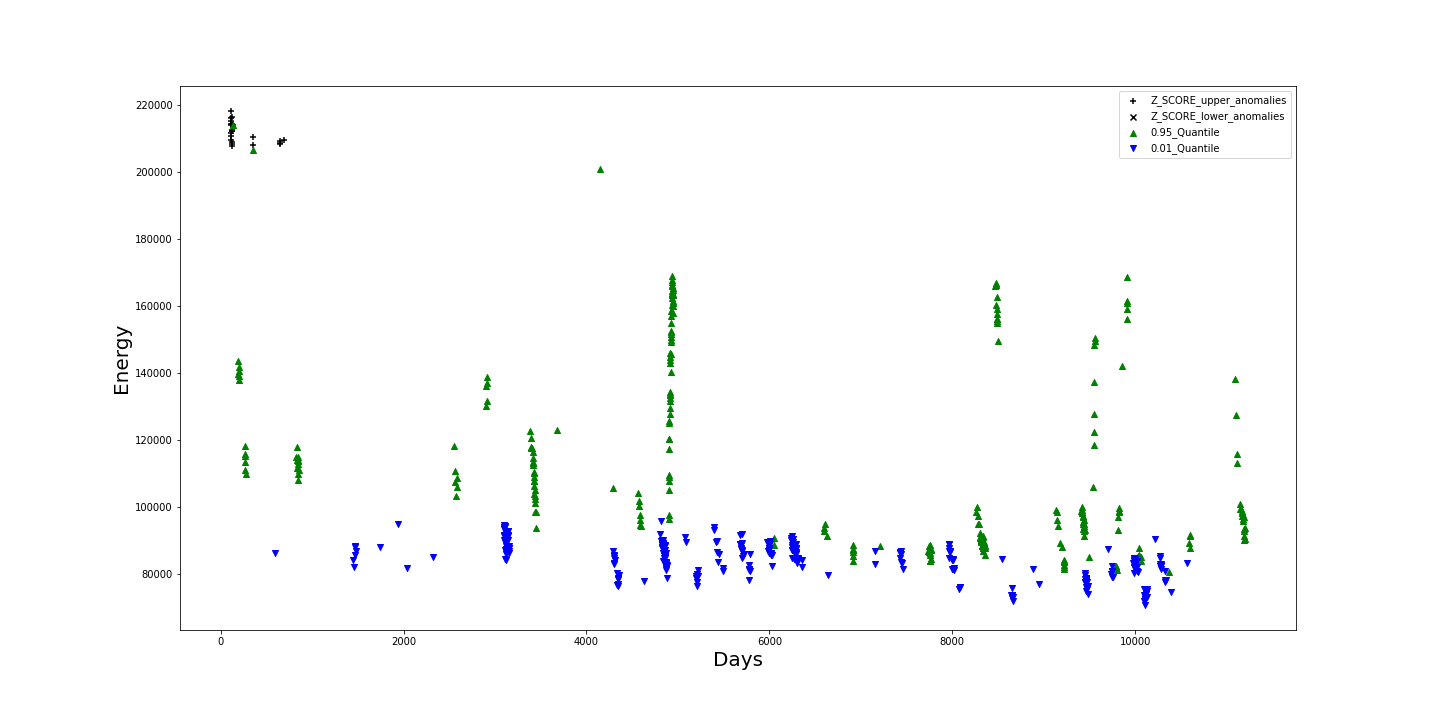 220000
200000
180000
160000
140000
120000
100000
80000
Energy
0 2000 4000 6000 8000 10000
Days
Z_SCORE_upper_anomalies
Z_SCORE_lower_anomalies
0.95_Quantile
0.01_Quantile